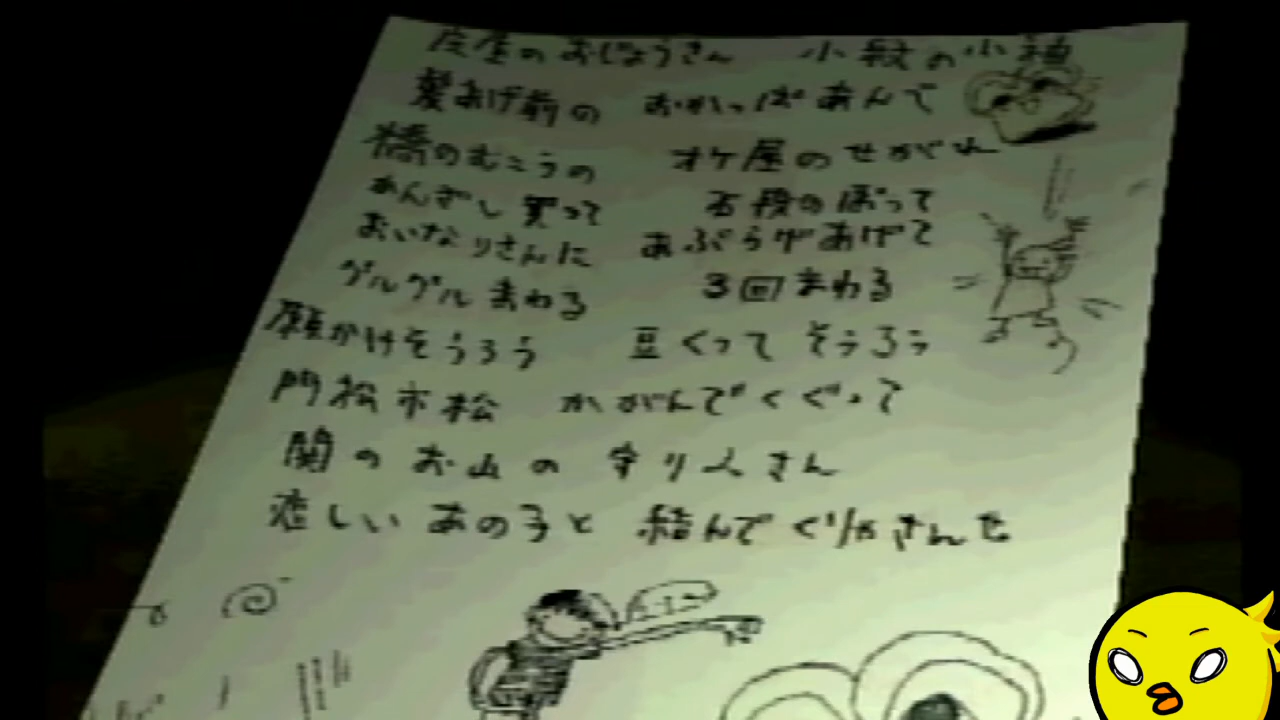 庄屋のおじょうさん 小紋の小袖
髪あげ前の おかっぱあんで
橋のむこうの オケ屋のせがれ
かんざし買って 石段のぼって
おいなりさんに あぶらげあげて
グルグルまわる 3回まわる
願かけそうろう 豆くって そうろう
門松市松 かがんでくぐって
関のお山の 守り人さん
恋しい あの子と 結んでくりゃさんせ